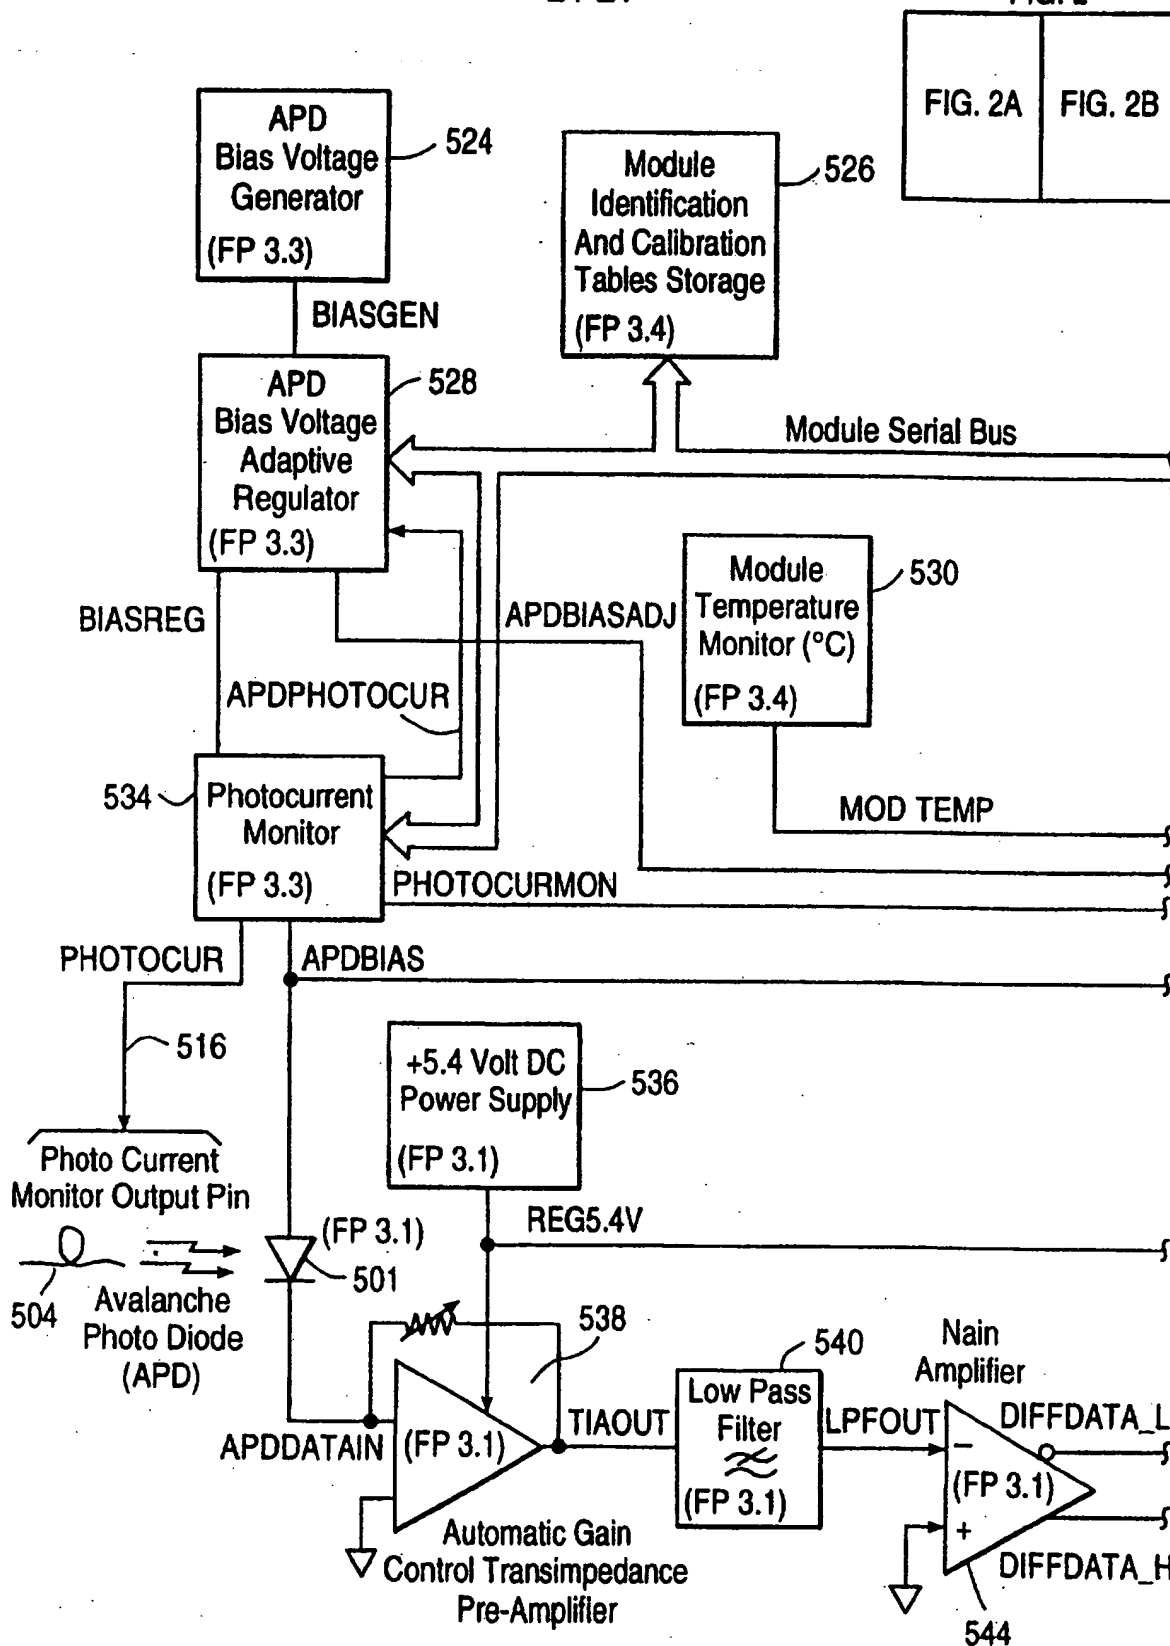 FIG. 2A
FIG. 2B
APD
Bias Voltage
Generator
(FP 3.3)
524
Module
Identification
And Calibration
Tables Storage
(FP 3.4)
526
BIASGEN
APD
Bias Voltage
Adaptive
Regulator
(FP 3.3)
528
Module Serial Bus
Module
Temperature
Monitor (°C)
(FP 3.4)
530
BIASREG
APDBIASADJ
APDPHOTOCUR
534
Photocurrent
Monitor
(FP 3.3)
MOD TEMP
PHOTOCURMON
PHOTOCUR
APDBIAS
516
+5.4 Volt DC
Power Supply
(FP 3.1)
536
Photo Current
Monitor Output Pin
REG5.4V
(FP 3.1)
501
504
Avalanche
Photo Diode
(APD)
538
540
Nain
Amplifier
Low Pass
Filter
(FP 3.1)
APDDATAIN
(FP 3.1)
TIAOUT
LPFOUT
DIFFDATA_L
−
(FP 3.1)
+
DIFFDATA_H
544
Automatic Gain
Control Transimpedance
Pre-Amplifier